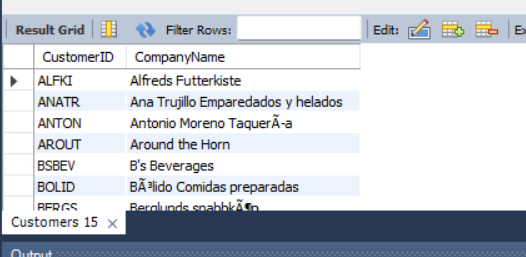 Result Grid Filter Rows: Edit: Ex
CustomerID CompanyName
ALFKI Alfreds Futterkiste
ANATR Ana Trujillo Emparedados y helados
ANTON Antonio Moreno TaquerÃ-a
AROUT Around the Horn
BSBEV B's Beverages
BOLID BÃ³lido Comidas preparadas
BERGS Berglunds snabbkÃ¶p
Customers 15 ×
Output